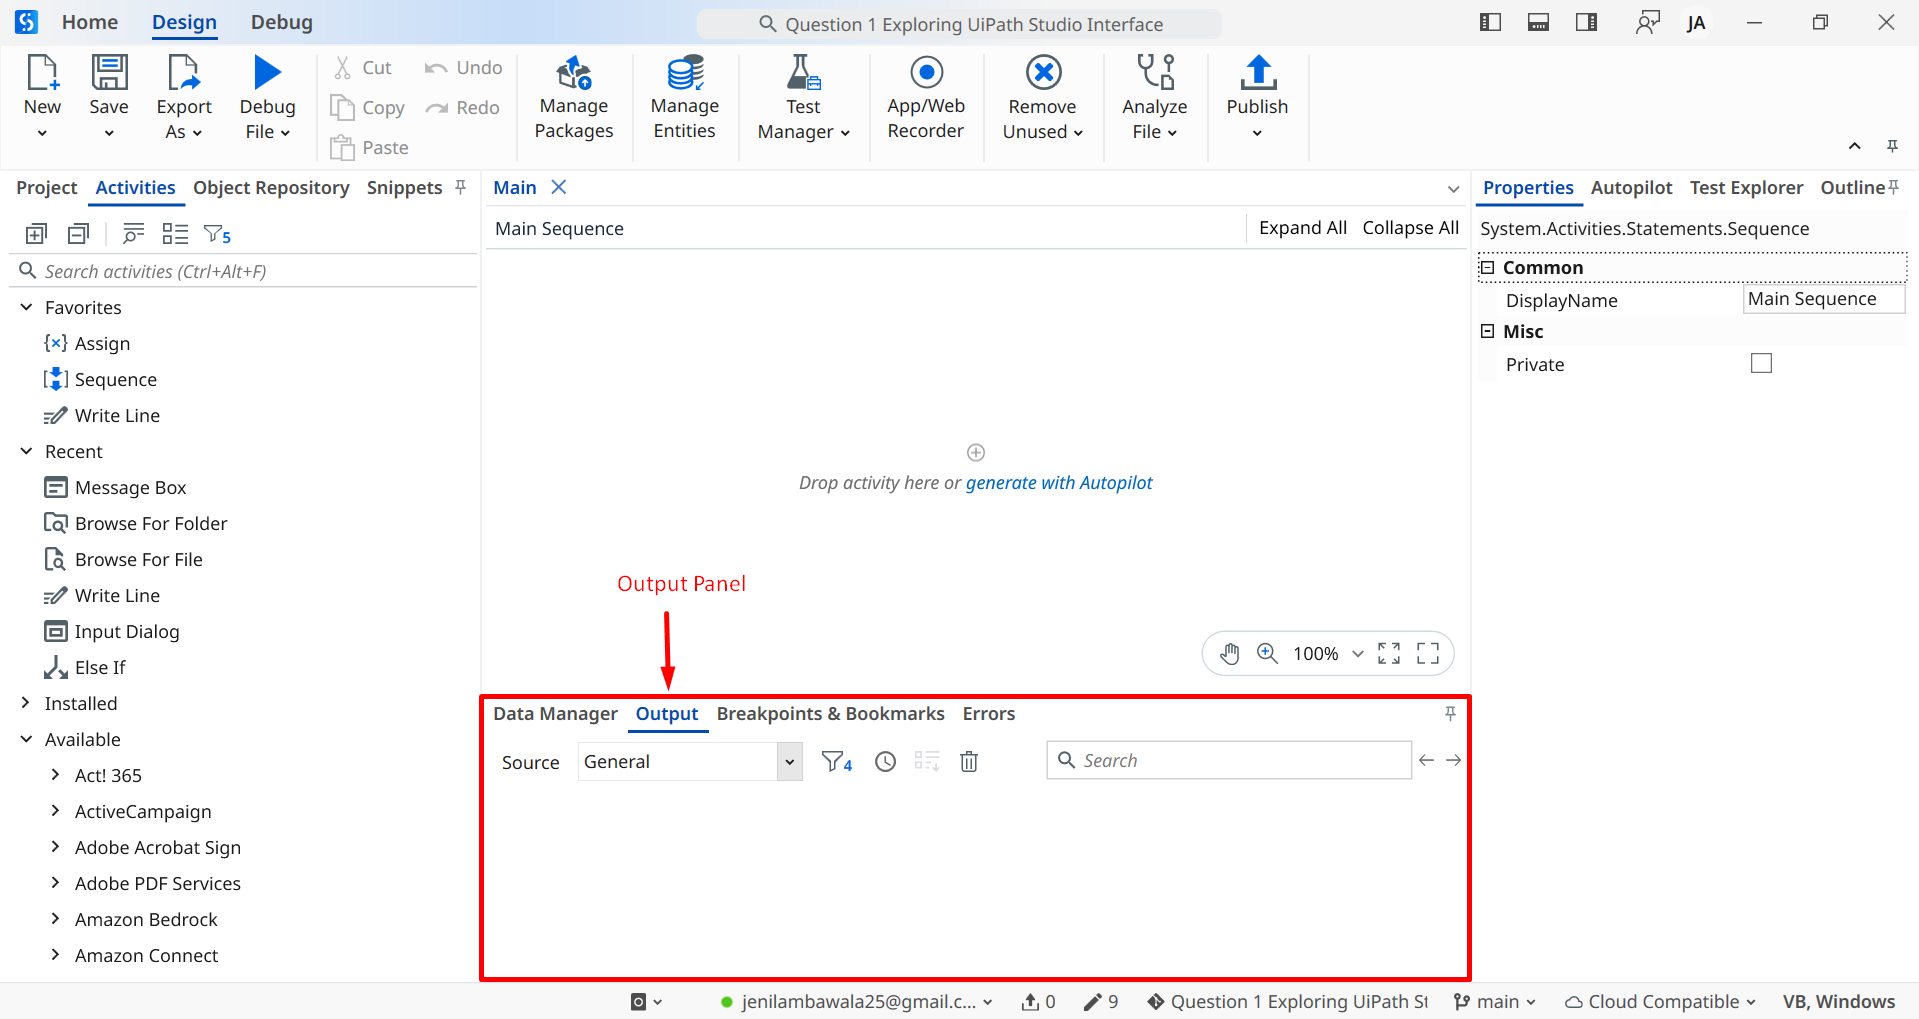 Home Design Debug
Question 1 Exploring UiPath Studio Interface
JA
New
Save
Export As
Debug File
Cut
Undo
Copy
Redo
Paste
Manage Packages
Manage Entities
Test Manager
App/Web Recorder
Remove Unused
Analyze File
Publish
Project Activities Object Repository Snippets
5
Search activities (Ctrl+Alt+F)
Favorites
Assign
Sequence
Write Line
Recent
Message Box
Browse For Folder
Browse For File
Write Line
Input Dialog
Else If
Installed
Available
Act! 365
ActiveCampaign
Adobe Acrobat Sign
Adobe PDF Services
Amazon Bedrock
Amazon Connect
Main
Main Sequence
Expand All Collapse All
Drop activity here or generate with Autopilot
Output Panel
100%
Data Manager Output Breakpoints & Bookmarks Errors
Source General 4
Search
Properties Autopilot Test Explorer Outline
System.Activities.Statements.Sequence
Common
DisplayName Main Sequence
Misc
Private
jenilambawala25@gmail.c... 0 9 Question 1 Exploring UiPath St main Cloud Compatible VB, Windows